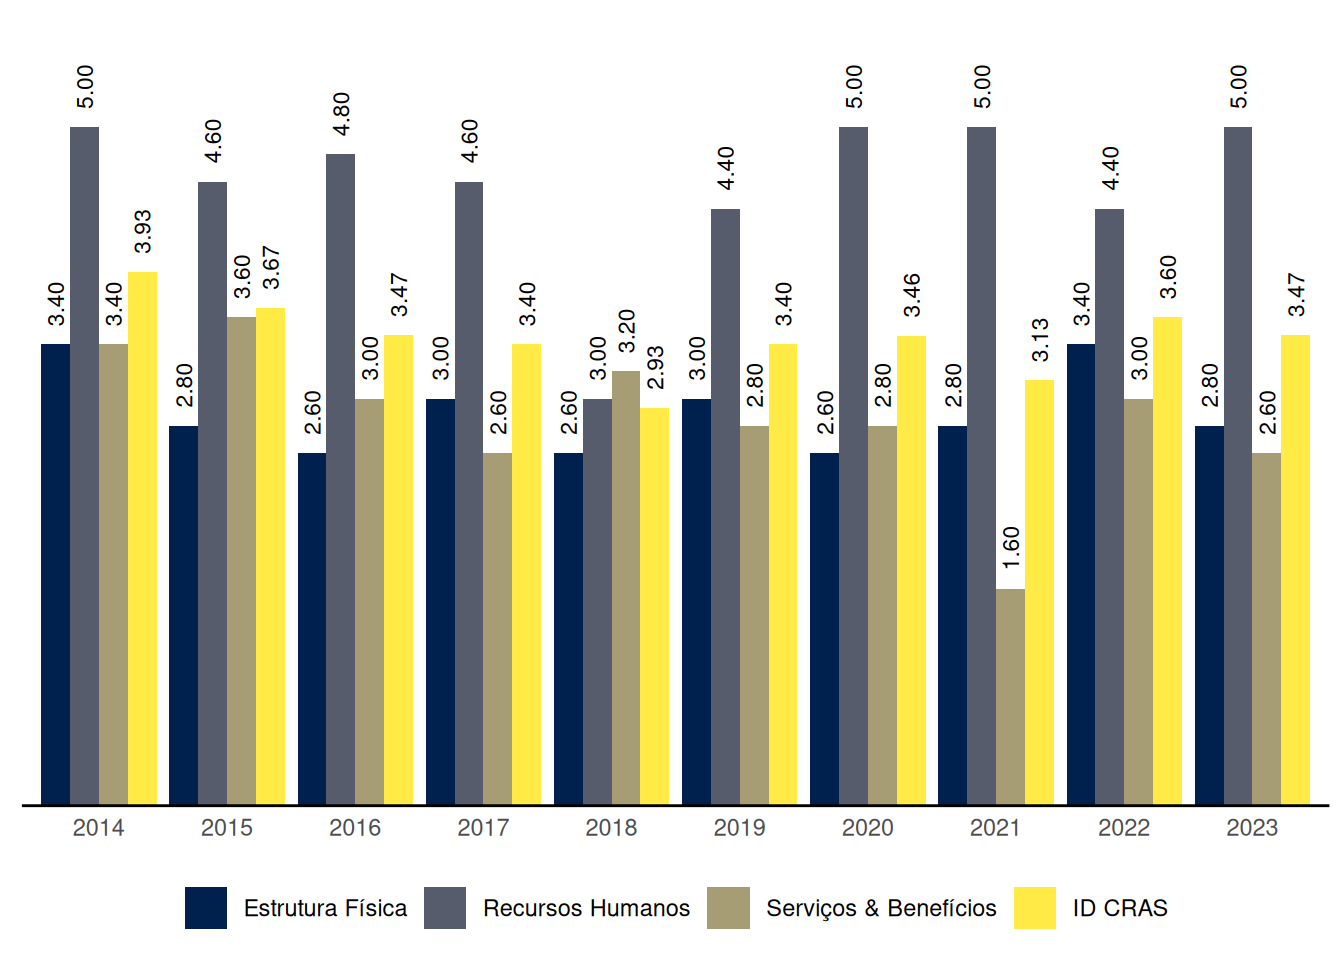 3.40 5.00 3.40 3.93
2.80 4.60 3.60 3.67
2.60 4.80 3.00 3.47
3.00 4.60 2.60 3.40
2.60 3.00 3.20 2.93
3.00 4.40 2.80 3.40
2.60 5.00 2.80 3.46
2.80 5.00 1.60 3.13
3.40 4.40 3.00 3.60
2.80 5.00 2.60 3.47
2014 2015 2016 2017 2018 2019 2020 2021 2022 2023
Estrutura Física Recursos Humanos Serviços & Benefícios ID CRAS